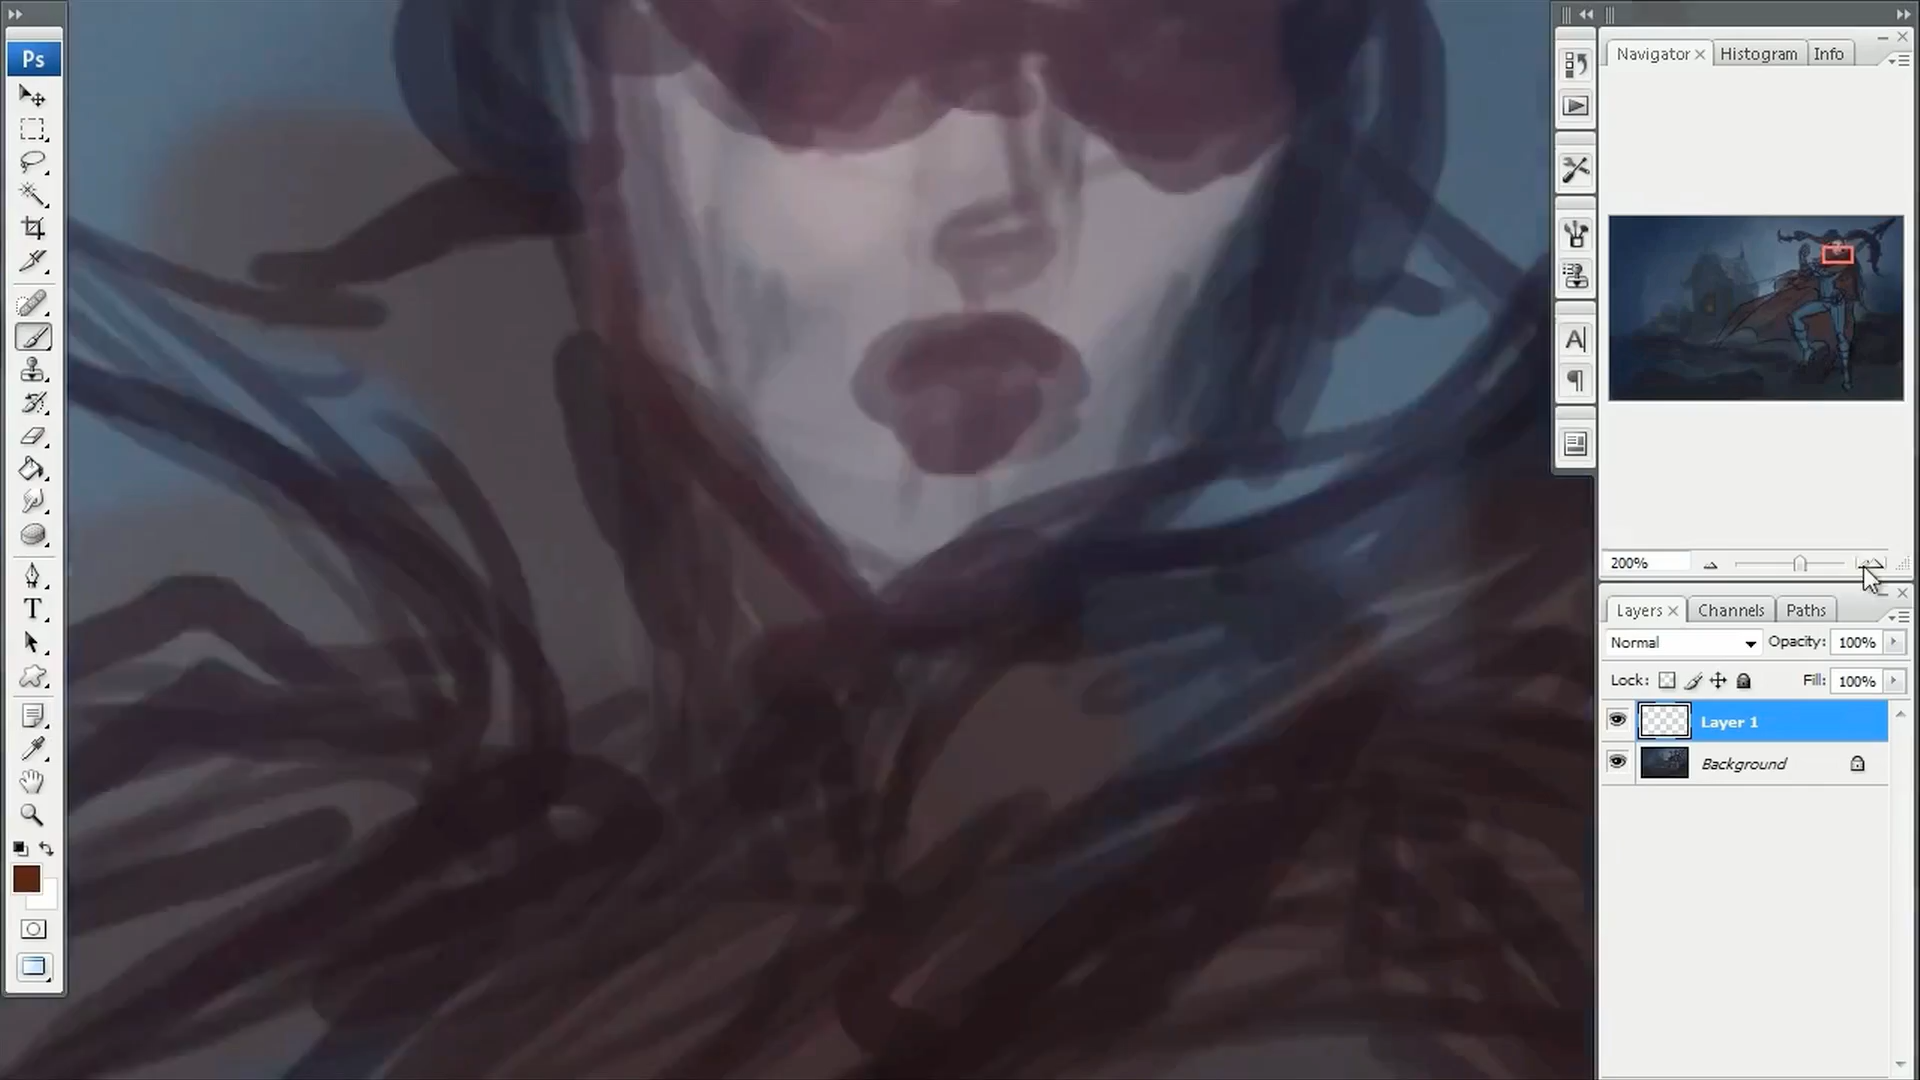 Ps
Navigator Histogram Info
T
A
200%
Layers Channels Paths
Normal Opacity: 100%
Lock: Fill: 100%
Layer 1
Background